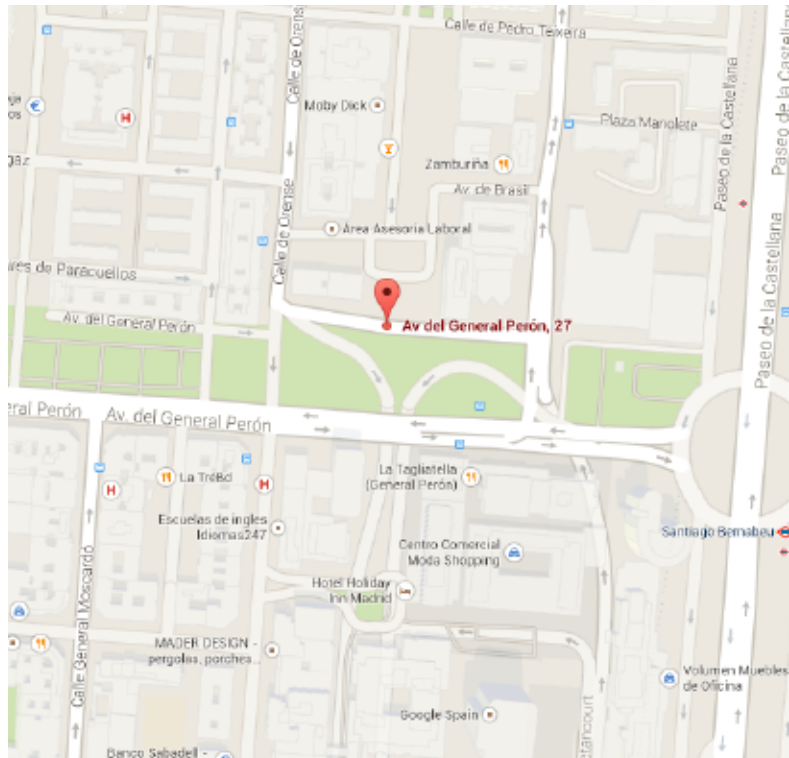 Calle de Pedro Teixeira
Calle de Orense
Paseo de la Castellana
Paseo de la Castellana
Moby Dick
H
Plaza Manolete
Zamburiña
Av. de Brasil
Calle de Orense
Área Asesoría Laboral
Paseo de la Castellana
Av. del General Perón
Av del General Perón, 27
Av. del General Perón
La Tagliatella
(General Perón)
H
H
Escuelas de ingles
Idiomas247
Santiago Bernabeu
Centro Comercial
Moda Shopping
Hotel Holiday
Inn Madrid
Calle General Moscardó
MADER DESIGN -
pergolas, porches...
Volumen Muebles
de Oficina
Google Spain
Banco Sabadell -